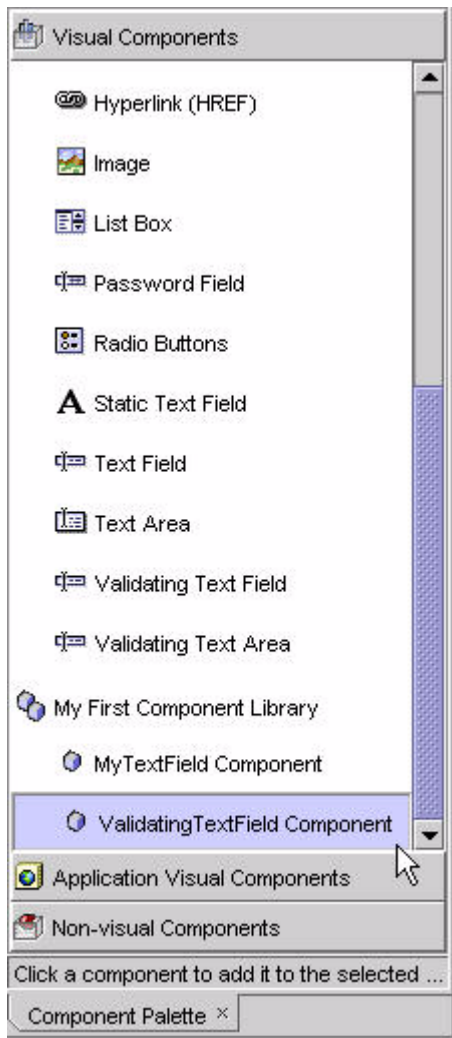 Visual Components
Hyperlink (HREF)
Image
List Box
Password Field
Radio Buttons
A Static Text Field
Text Field
Text Area
Validating Text Field
Validating Text Area
My First Component Library
MyTextField Component
ValidatingTextField Component
Application Visual Components
Non-visual Components
Click a component to add it to the selected ...
Component Palette ×